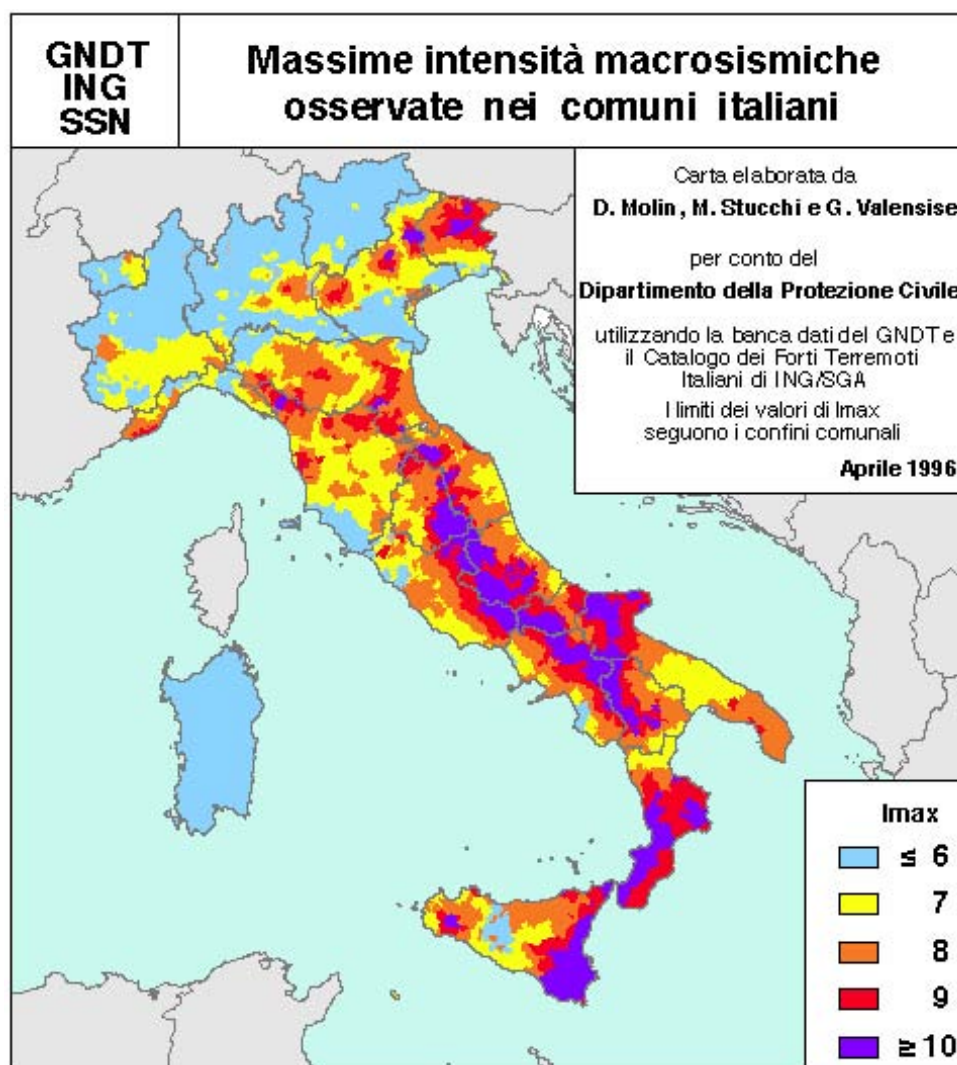 GNDT
ING
SSN
Massime intensità macrosismiche
osservate nei comuni italiani
Carta elaborata da
D. Molin, M. Stucchi e G. Valensise
per conto del
Dipartimento della Protezione Civile
utilizzando la banca dati del GNDT e
il Catalogo dei Forti Terremoti
Italiani di ING/SGA
I limiti dei valori di Imax
seguono i confini comunali
Aprile 1996
Imax
≤ 6
7
8
9
≥ 10